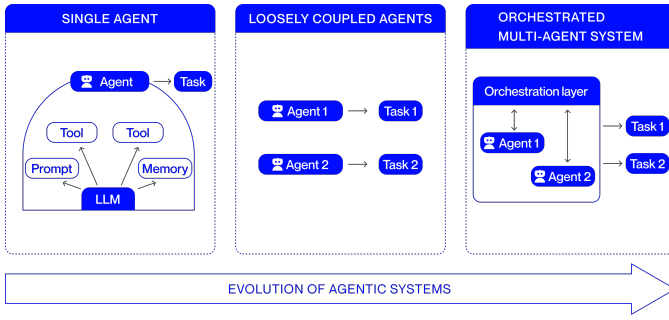 SINGLE AGENT
Agent
Task
Tool
Tool
Prompt
Memory
LLM
LOOSELY COUPLED AGENTS
Agent 1
Task 1
Agent 2
Task 2
ORCHESTRATED
MULTI-AGENT SYSTEM
Orchestration layer
Agent 1
Agent 2
Task 1
Task 2
EVOLUTION OF AGENTIC SYSTEMS